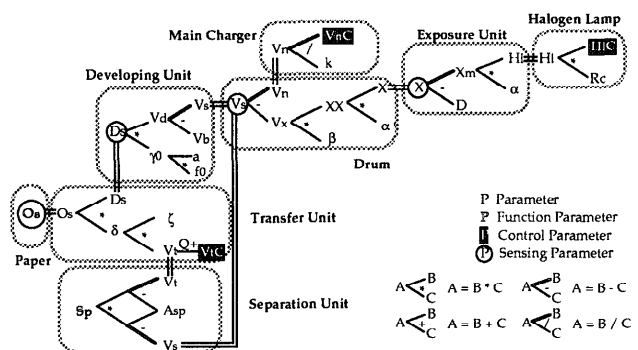 Halogen Lamp
Main Charger
Exposure Unit
Vn VnC
/
k
Hl Hl HlC
*
Rc
Developing Unit
Xm
*
α
X X
-
D
Vs Vs Vn
-
Vx
XX
*
α
*
β
Drum
Vd
-
Vb
Ds
*
γ0
a
*
f0
Os Os Ds
*
δ
*
ζ
Vt Q+ VtC
Paper
Transfer Unit
Vt
-
Sp
*
Asp
-
Vs
Separation Unit
P Parameter
P Function Parameter
P Control Parameter
P Sensing Parameter
A * B C A = B * C
A - B C A = B - C
A + B C A = B + C
A / B C A = B / C